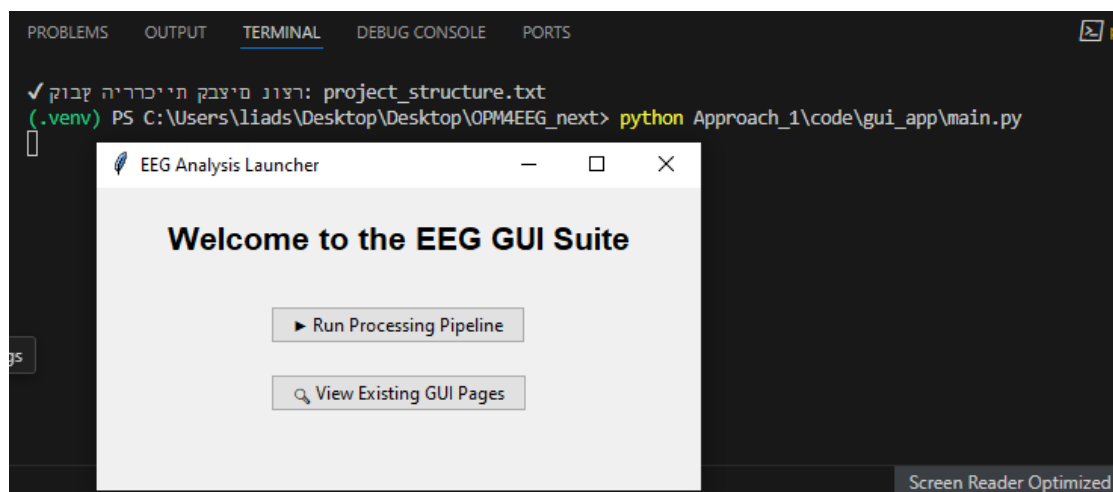 PROBLEMS OUTPUT TERMINAL DEBUG CONSOLE PORTS
✓ קובץ היררכיית קבצים נוצר: project_structure.txt
(.venv) PS C:\Users\liads\Desktop\Desktop\OPM4EEG_next> python Approach_1\code\gui_app\main.py
EEG Analysis Launcher
Welcome to the EEG GUI Suite
► Run Processing Pipeline
gs
🔍 View Existing GUI Pages
Screen Reader Optimized